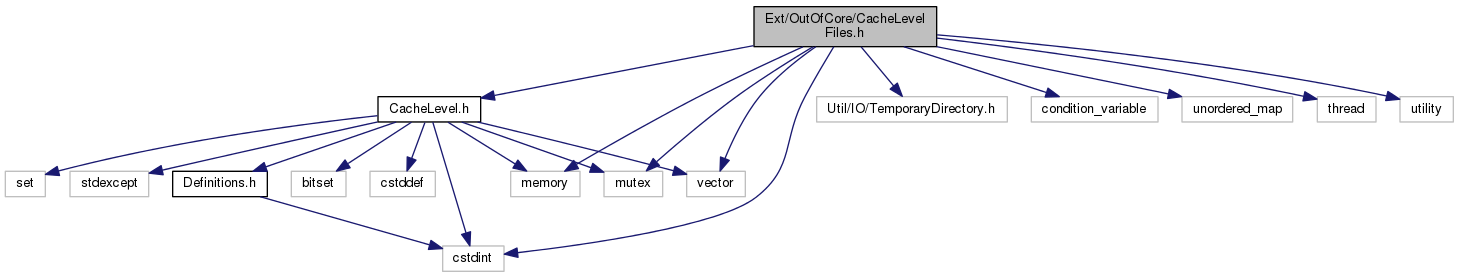 Ext/OutOfCore/CacheLevel
Files.h
CacheLevel.h
Util/IO/TemporaryDirectory.h
condition_variable
unordered_map
thread
utility
set
stdexcept
Definitions.h
bitset
cstddef
memory
mutex
vector
cstdint